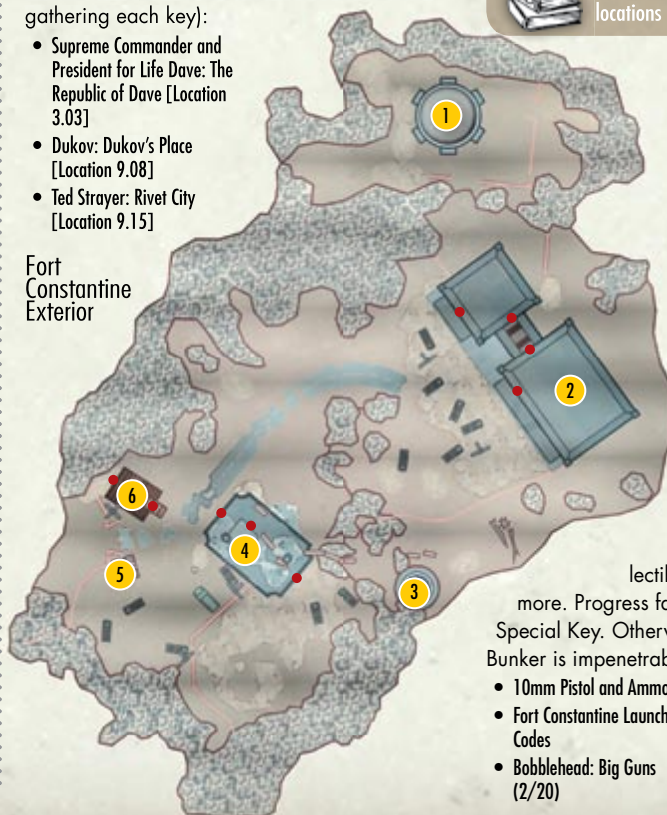 gathering each key):
• Supreme Commander and
President for Life Dave: The
Republic of Dave [Location
3.03]
• Dukov: Dukov's Place
[Location 9.08]
• Ted Strayer: Rivet City
[Location 9.15]
locations
Fort
Constantine
Exterior
1
2
3
4
5
6
more. Progress
Special Key.
Bunker is
• 10mm Pistol and Ammo
• Fort Constantine Launch
Codes
• Bobblehead: Big Guns
(2/20)